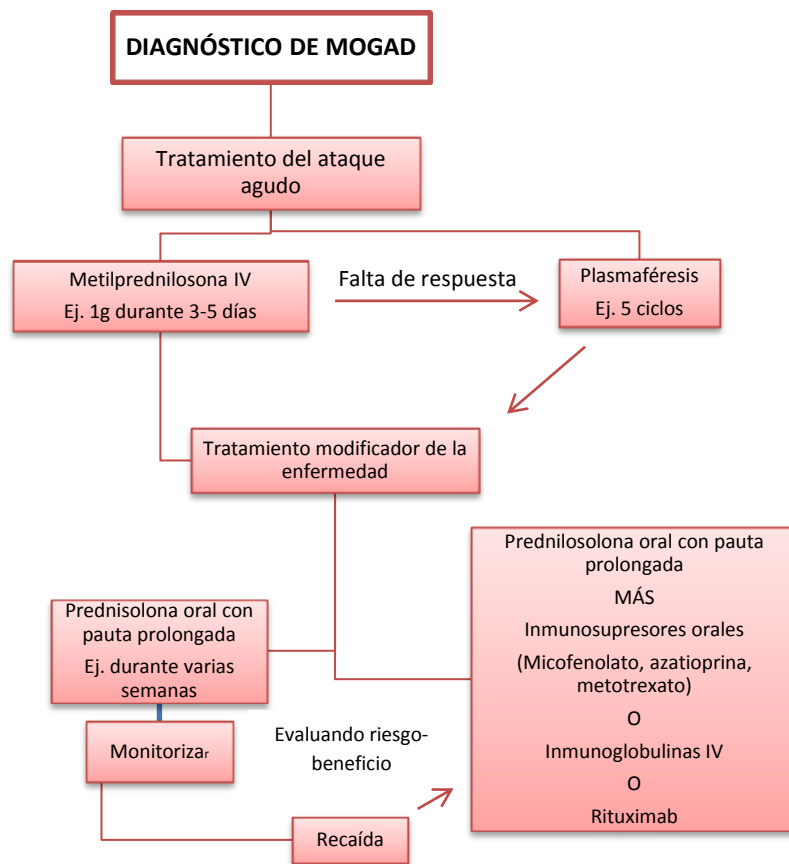 DIAGNÓSTICO DE MOGAD
Tratamiento del ataque
agudo
Metilprednilosona IV
Ej. 1g durante 3-5 días
Falta de respuesta
Plasmaféresis
Ej. 5 ciclos
Tratamiento modificador de la
enfermedad
Prednisolona oral con
pauta prolongada
Ej. durante varias
semanas
Monitorizar
Recaída
Evaluando riesgo-
beneficio
Prednilosolona oral con pauta
prolongada
MÁS
Inmunosupresores orales
(Micofenolato, azatioprina,
metotrexato)
O
Inmunoglobulinas IV
O
Rituximab